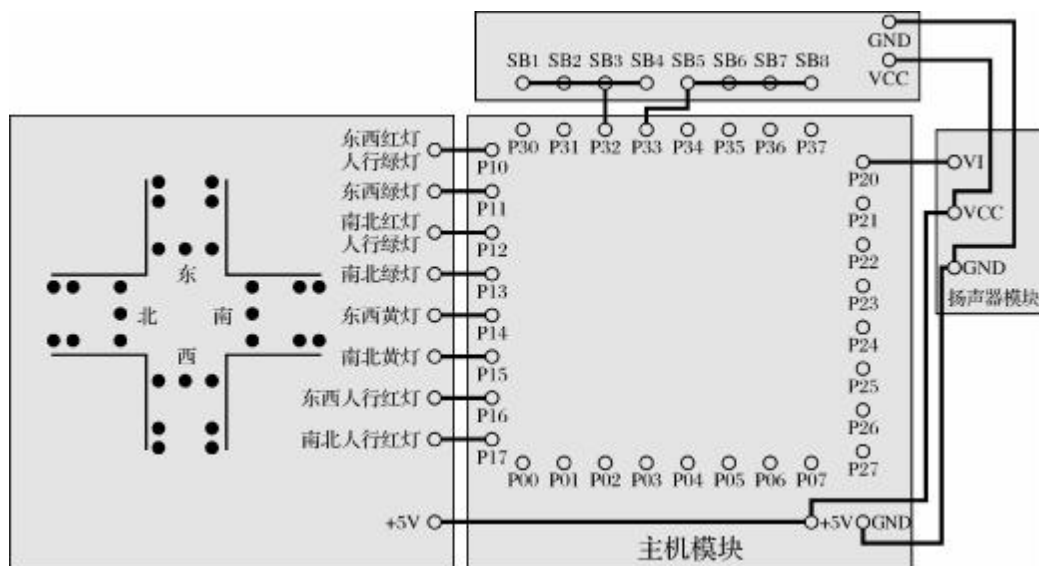 GND
SB1 SB2 SB3 SB4 SB5 SB6 SB7 SB8
VCC
P30 P31 P32 P33 P34 P35 P36 P37
东西红灯
人行绿灯
P10
东西绿灯
P11
南北红灯
人行绿灯
P12
南北绿灯
P13
东西黄灯
P14
南北黄灯
P15
东西人行红灯
P16
南北人行红灯
P17
东
北 南
西
P20
P21
P22
P23
P24
P25
P26
P27
VI
VCC
GND
扬声器模块
P00 P01 P02 P03 P04 P05 P06 P07
+5V
+5V GND
主机模块